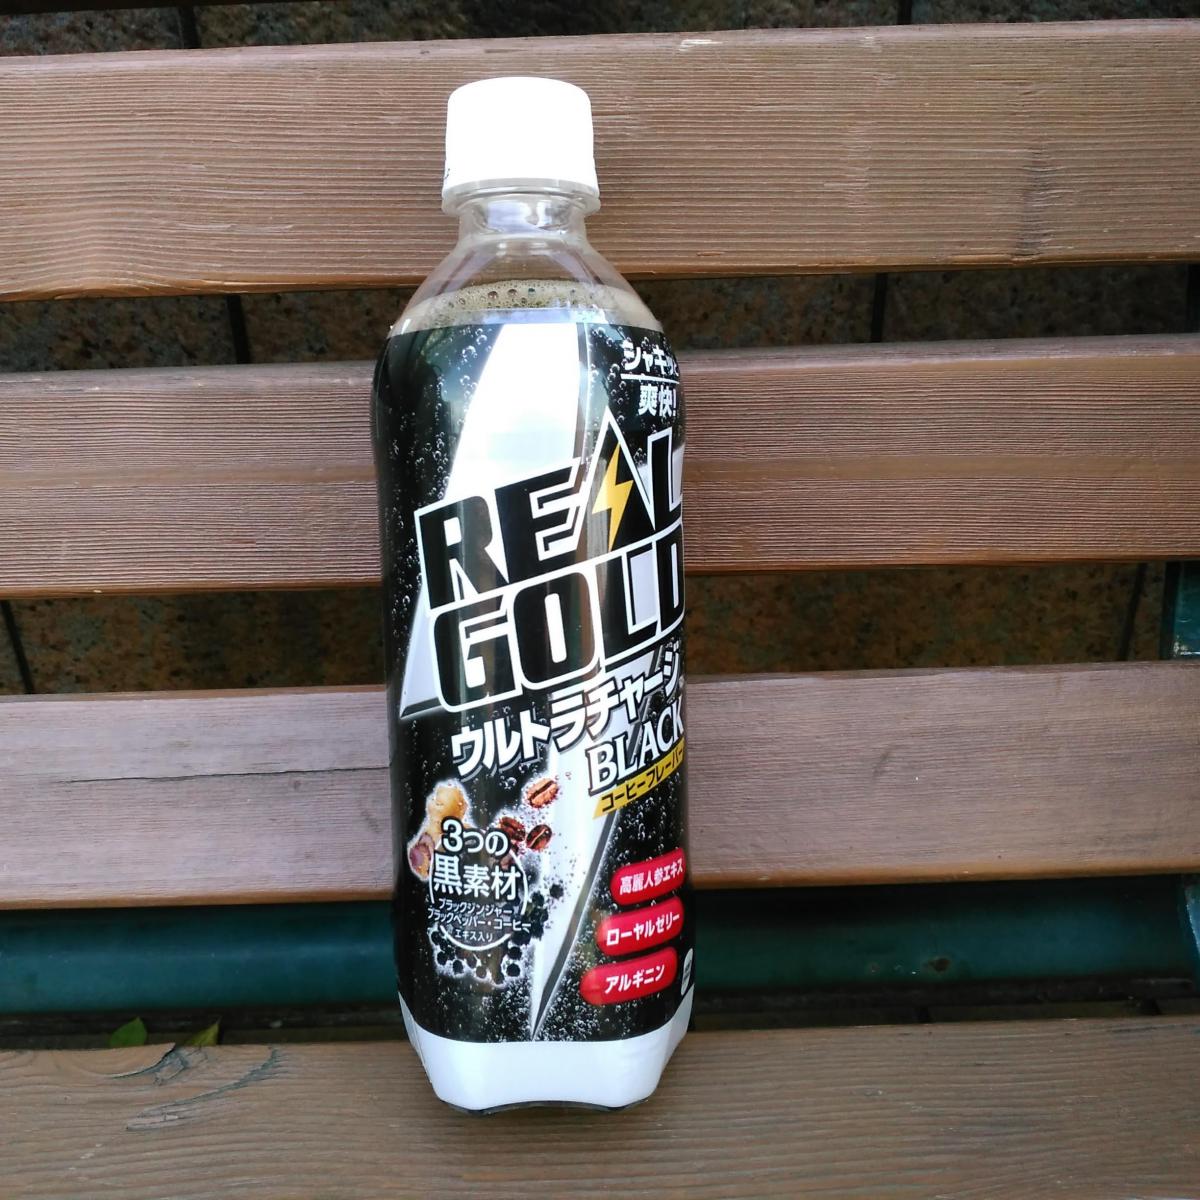 シャキッと
爽快!
REAL
GOLD
ウルトラチャージ
BLACK
コーヒーフレーバー
3つの
黒素材
ブラックジンジャー
ブラックペッパー・コーヒー
エキス入り
高麗人参エキス
ローヤルゼリー
アルギニン